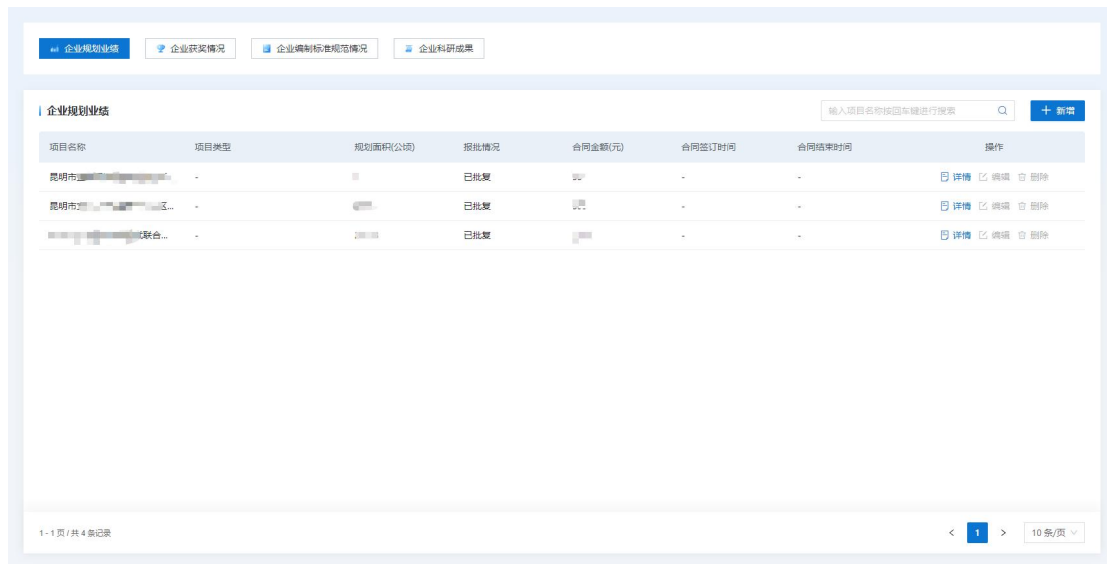 企业规划业绩 企业获奖情况 企业编制标准规范情况 企业科研成果
企业规划业绩 输入项目名称按回车键进行搜索 + 新增
项目名称 项目类型 规划面积(公顷) 报批情况 合同金额(元) 合同签订时间 合同结束时间 操作
昆明市 - 已批复 - - 详情 编辑 删除
昆明市 区... - 已批复 - - 详情 编辑 删除
联合... - 已批复 - - 详情 编辑 删除
1 - 1 页 / 共 4 条记录 < 1 > 10 条/页